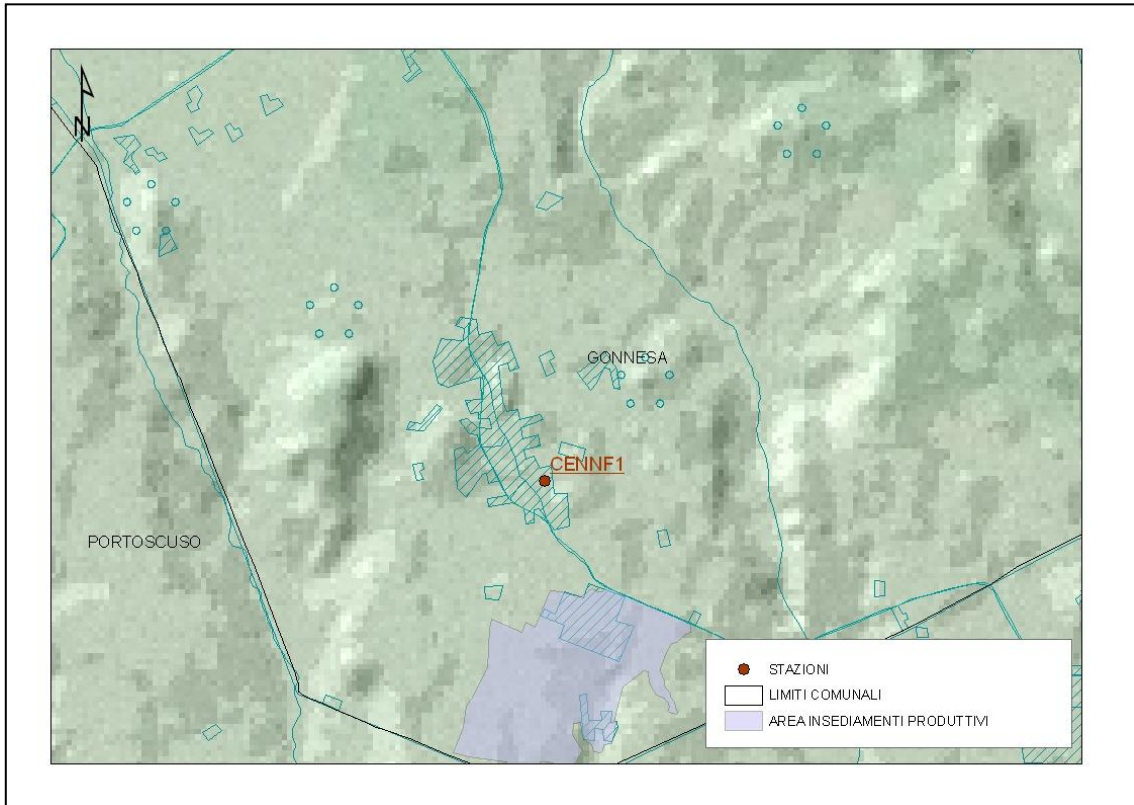 N
GONNESA
CENNF1
PORTOSCUSO
STAZIONI
LIMITI COMUNALI
AREA INSEDIAMENTI PRODUTTIVI